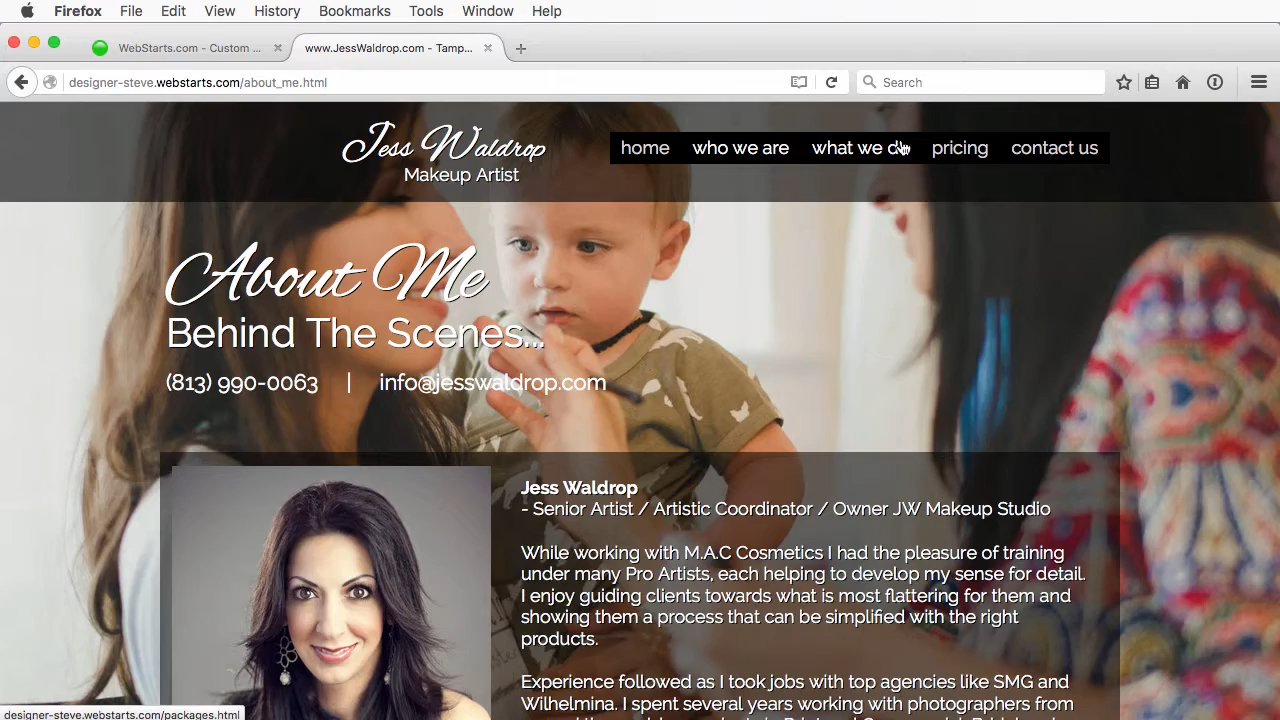 Firefox File Edit View History Bookmarks Tools Window Help
WebStarts.com - Custom ... www.JessWaldrop.com - Tamp...
designer-steve.webstarts.com/about_me.html Search
Jess Waldrop
Makeup Artist
home who we are what we do pricing contact us
About Me
Behind The Scenes...
(813) 990-0063 | info@jesswaldrop.com
Jess Waldrop
- Senior Artist / Artistic Coordinator / Owner JW Makeup Studio
While working with M.A.C Cosmetics I had the pleasure of training
under many Pro Artists, each helping to develop my sense for detail.
I enjoy guiding clients towards what is most flattering for them and
showing them a process that can be simplified with the right
products.
Experience followed as I took jobs with top agencies like SMG and
Wilhelmina. I spent several years working with photographers from
designer-steve.webstarts.com/packages.html